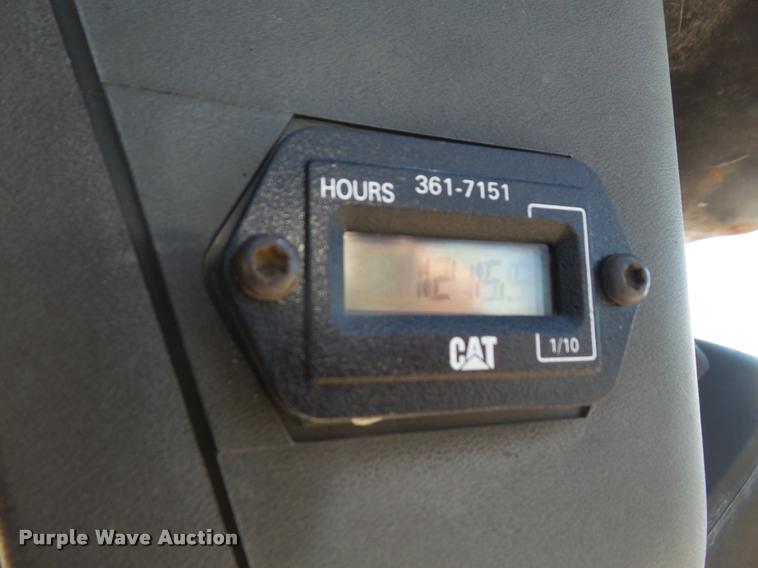 HOURS 361-7151
CAT
1/10
Purple Wave Auction